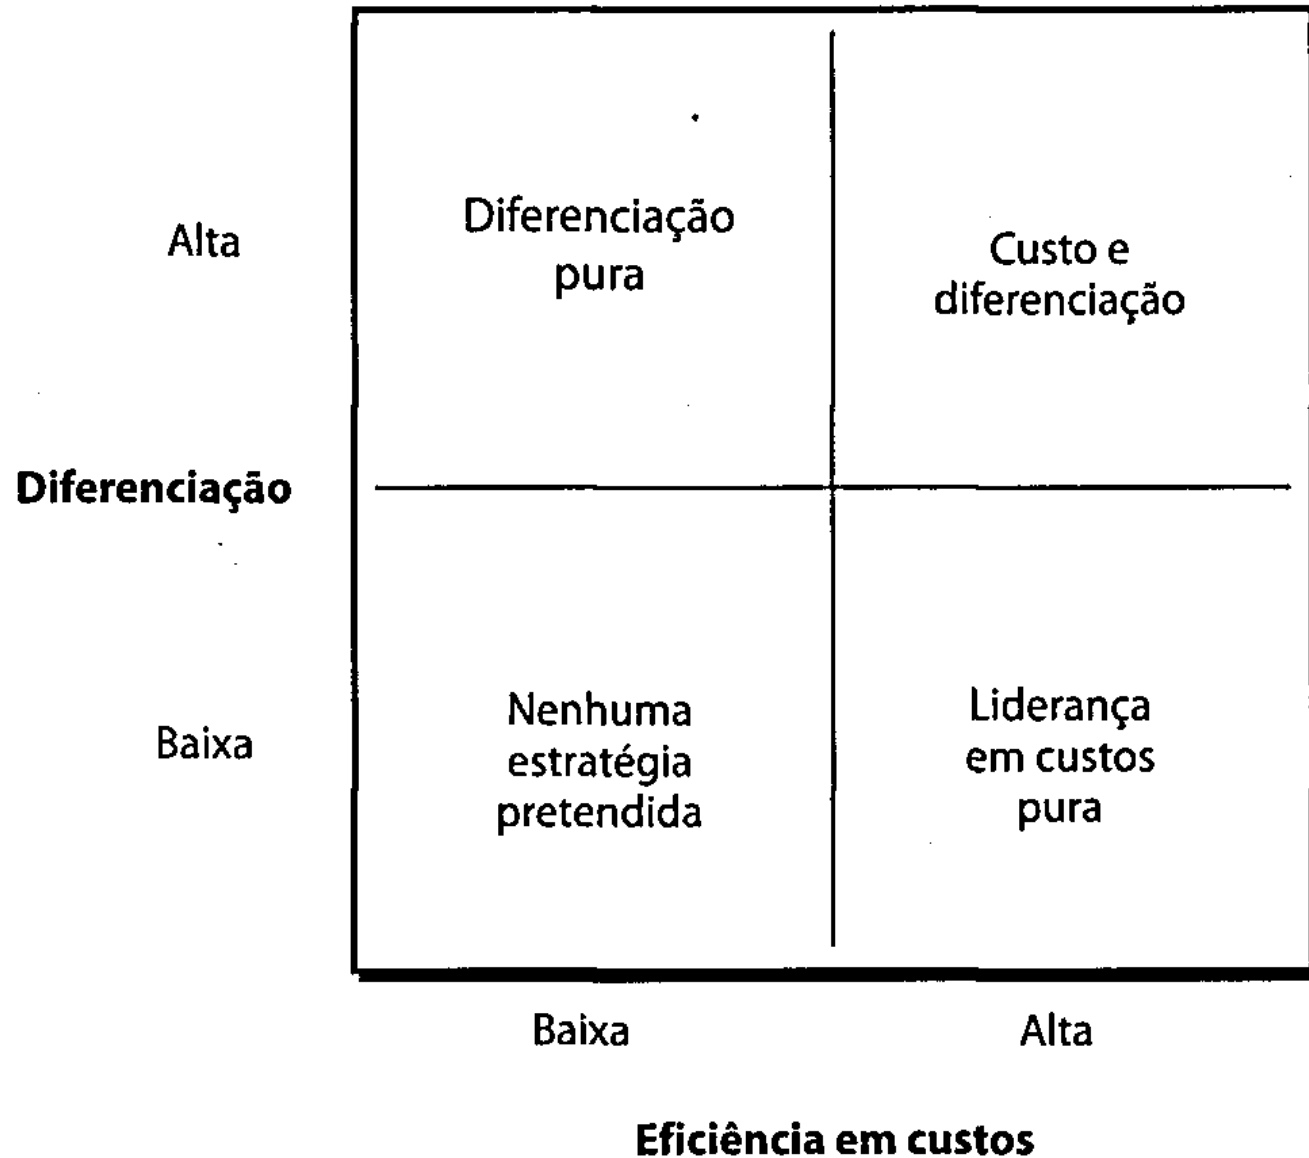 Alta
Diferenciação
pura
Custo e
diferenciação
Diferenciação
Baixa
Nenhuma
estratégia
pretendida
Liderança
em custos
pura
Baixa
Alta
Eficiência em custos